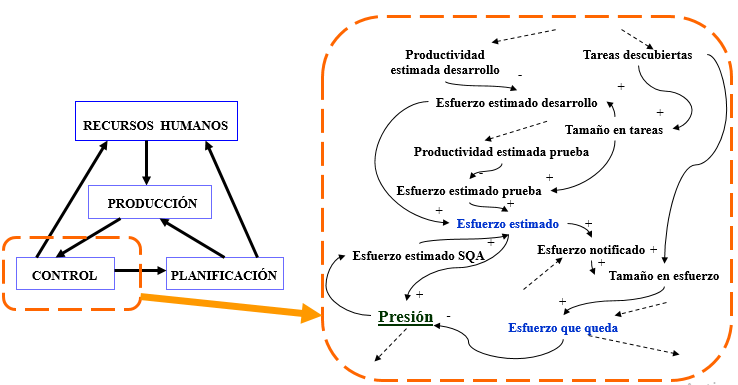 RECURSOS HUMANOS
PRODUCCIÓN
CONTROL
PLANIFICACIÓN
Productividad
estimada desarrollo
-
Tareas descubiertas
+
Esfuerzo estimado desarrollo
+
Tamaño en tareas
Productividad estimada prueba
-
+
Esfuerzo estimado prueba
+
+
Esfuerzo estimado
+
Esfuerzo notificado
+
Esfuerzo estimado SQA
+
+
Tamaño en esfuerzo
+
+
Presión
-
Esfuerzo que queda